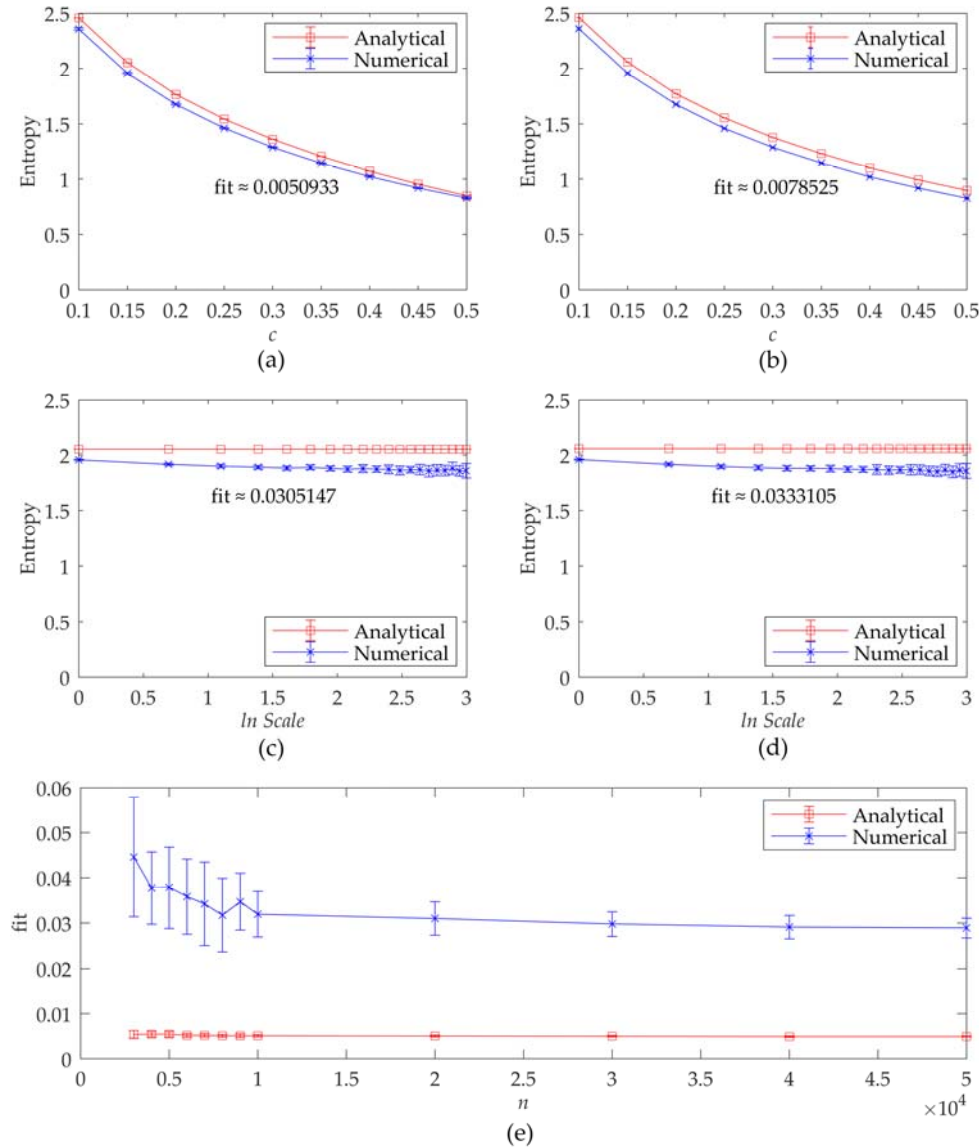 2.5
2
1.5
1
0.5
0
Entropy
Analytical
Numerical
fit ≈ 0.0050933
0.1 0.15 0.2 0.25 0.3 0.35 0.4 0.45 0.5
c
(a)
2.5
2
1.5
1
0.5
0
Entropy
Analytical
Numerical
fit ≈ 0.0078525
0.1 0.15 0.2 0.25 0.3 0.35 0.4 0.45 0.5
c
(b)
2.5
2
1.5
1
0.5
0
Entropy
fit ≈ 0.0305147
Analytical
Numerical
0 0.5 1 1.5 2 2.5 3
ln Scale
(c)
2.5
2
1.5
1
0.5
0
Entropy
fit ≈ 0.0333105
Analytical
Numerical
0 0.5 1 1.5 2 2.5 3
ln Scale
(d)
0.06
0.05
0.04
0.03
0.02
0.01
0
fit
Analytical
Numerical
0 0.5 1 1.5 2 2.5 3 3.5 4 4.5 5
×10⁴
n
(e)